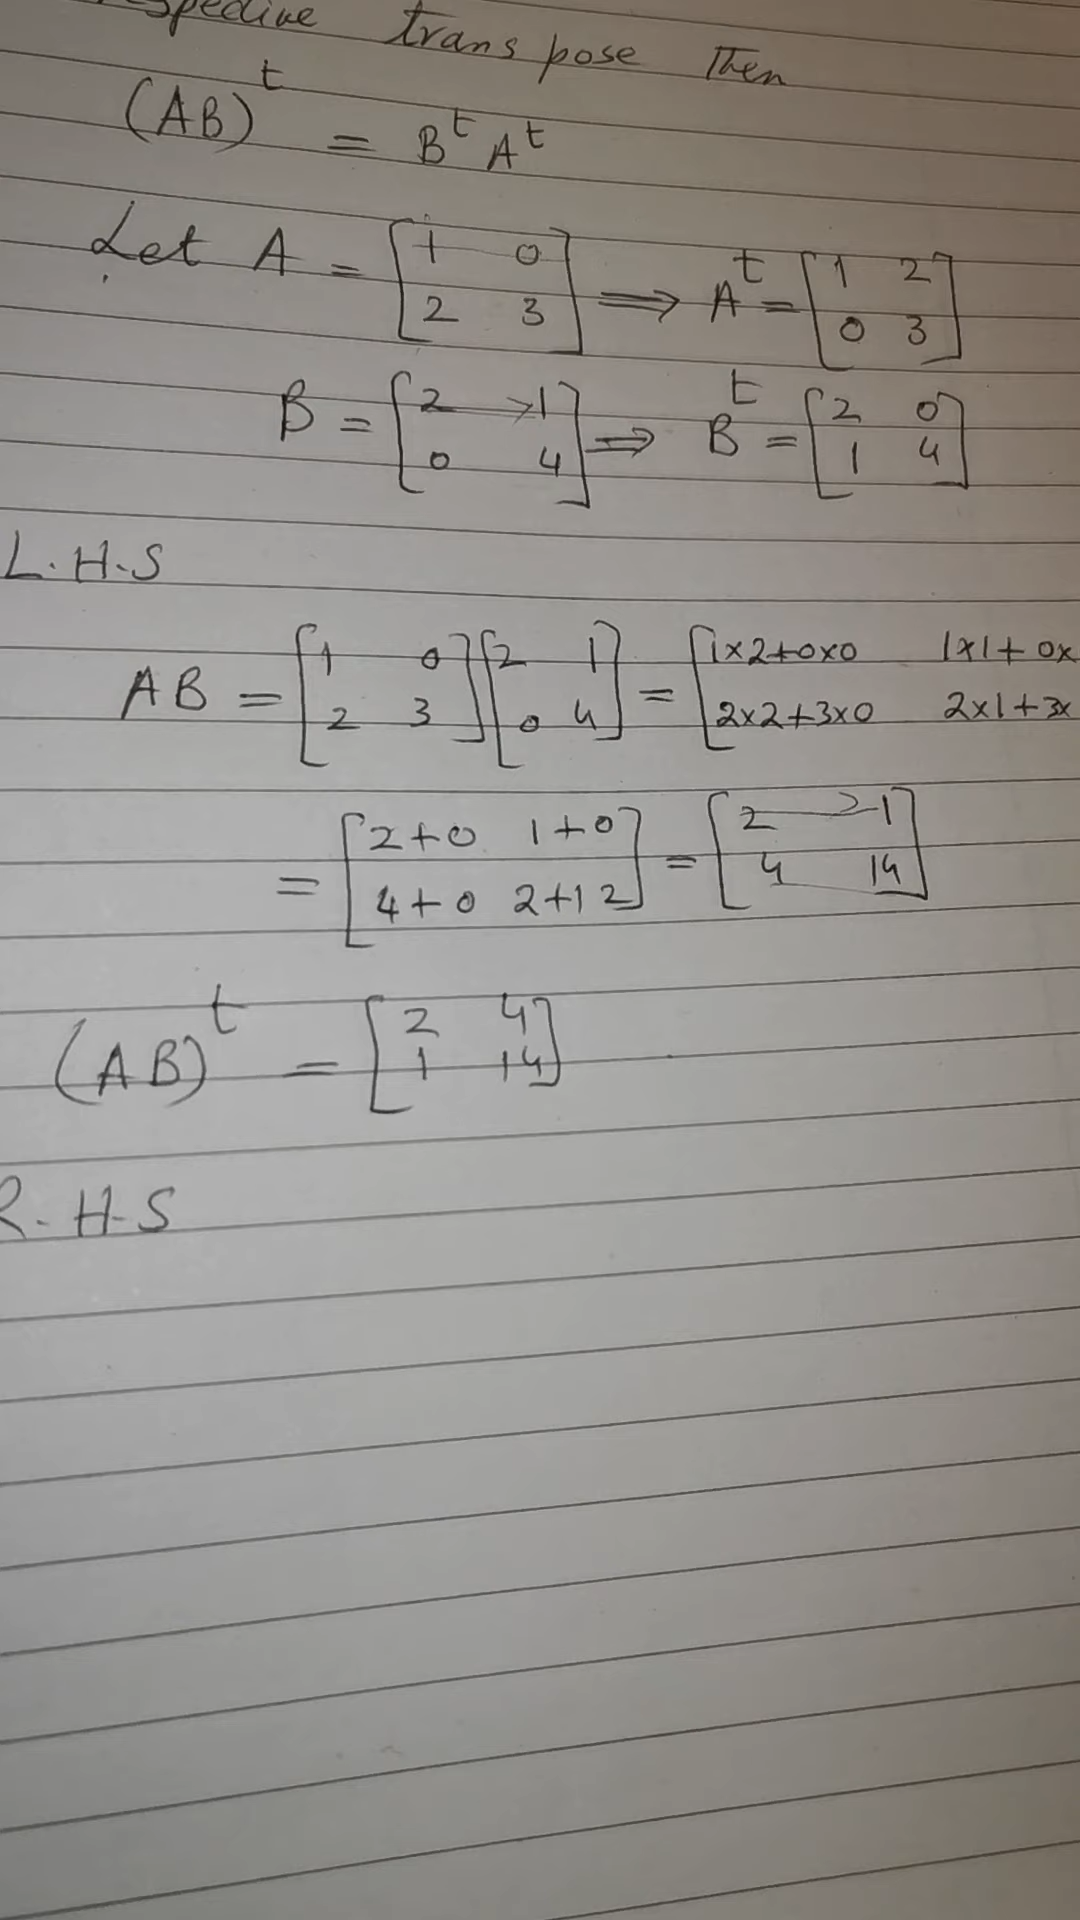 transpose Then
(AB)^t = B^t A^t
Let A = [1 0; 2 3] ⟹ A^t = [1 2; 0 3]
B = [2 → 1; 0 4] ⟹ B^t = [2 0; 1 4]
L.H.S
AB = [1 0; 2 3] [2 1; 0 4] = [1×2+0×0 1×1+0×; 2×2+3×0 2×1+3×
= [2+0 1+0; 4+0 2+12] = [2 → 1; 4 14]
(AB)^t = [2 4; 1 14]
R.H.S